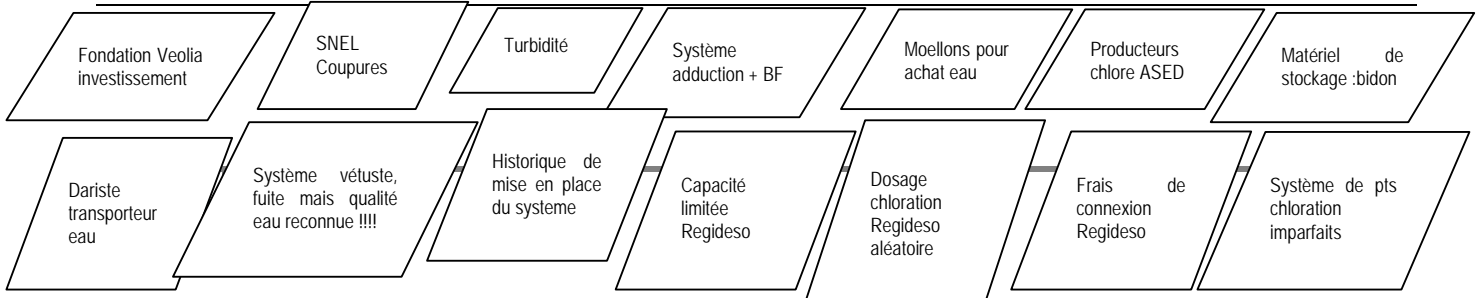 Fondation Veolia
investissement
SNEL
Coupures
Turbidité
Système
adduction + BF
Moellons pour
achat eau
Producteurs
chlore ASED
Matériel de
stockage :bidon
Dariste
transporteur
eau
Système vétuste,
fuite mais qualité
eau reconnue !!!!
Historique de
mise en place
du systeme
Capacité
limitée
Regideso
Dosage
chloration
Regideso
aléatoire
Frais de
connexion
Regideso
Système de pts
chloration
imparfaits